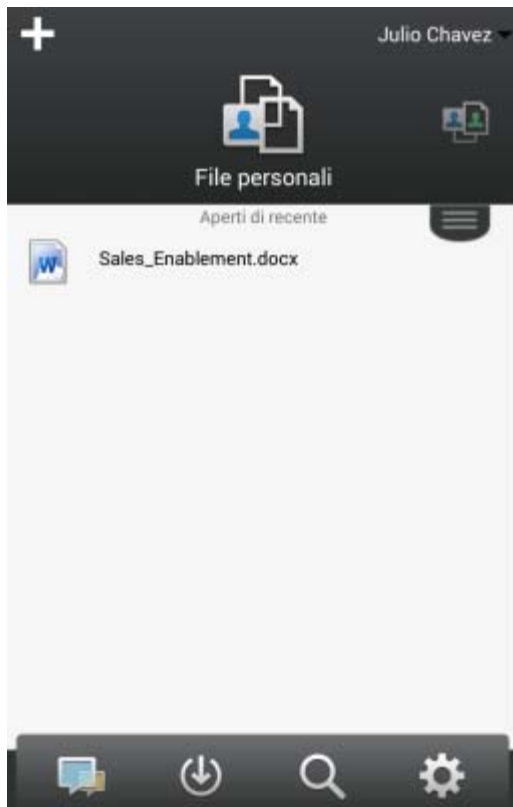 Julio Chavez
File personali
Aperti di recente
Sales_Enablement.docx